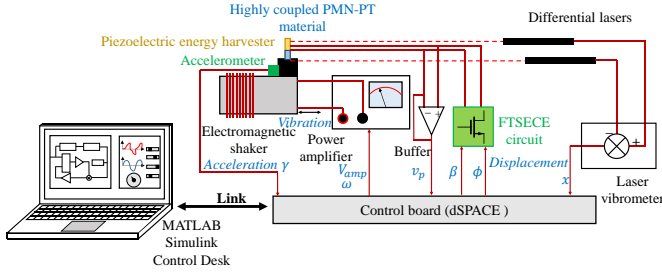 Highly coupled PMN-PT
material
Differential lasers
Piezoelectric energy harvester
Accelerometer
Vibration
Electromagnetic
shaker
Power
amplifier
Buffer
FTSECE
circuit
Acceleration γ
V_amp
ω
v_p
β
ϕ
Displacement
x
Laser
vibrometer
Link
Control board (dSPACE )
MATLAB
Simulink
Control Desk
− +
− +